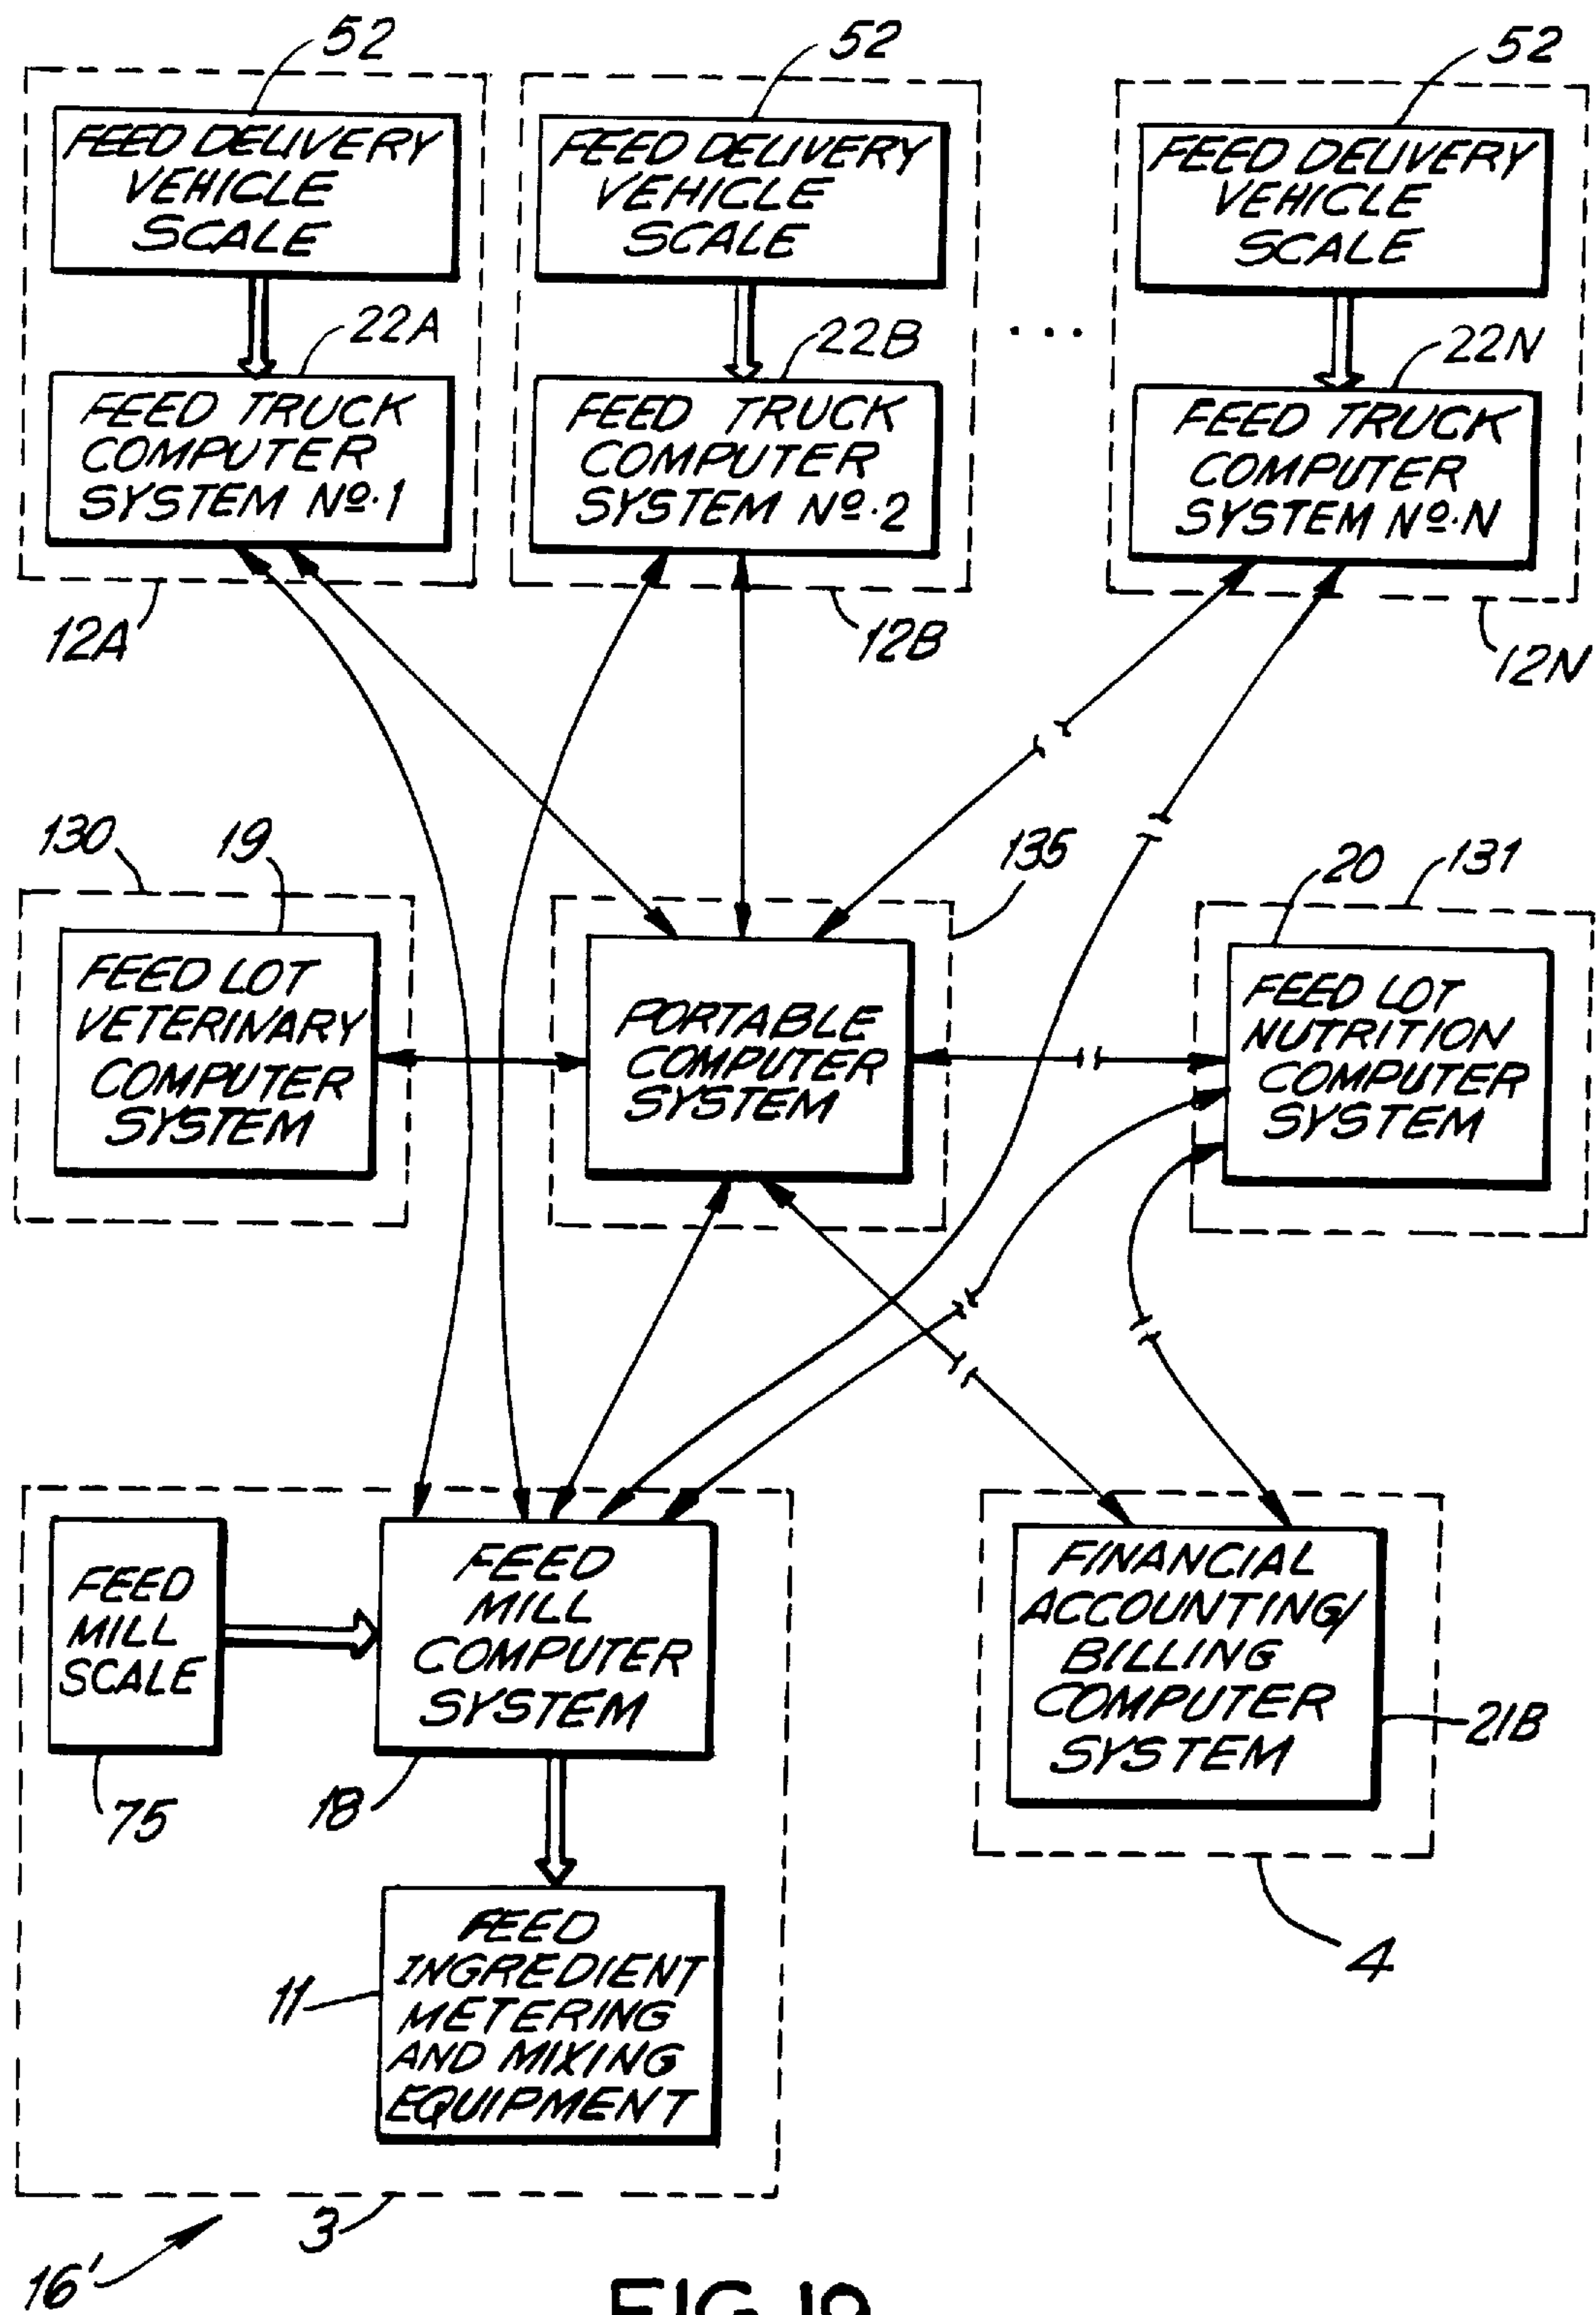 52
52
52
FEED DELIVERY
VEHICLE
SCALE
FEED DELIVERY
VEHICLE
SCALE
FEED DELIVERY
VEHICLE
SCALE
22A
22B
...
22N
FEED TRUCK
COMPUTER
SYSTEM Nº.1
FEED TRUCK
COMPUTER
SYSTEM Nº.2
FEED TRUCK
COMPUTER
SYSTEM Nº.N
12A
12B
12N
130
19
135
20
131
FEED LOT
VETERINARY
COMPUTER
SYSTEM
PORTABLE
COMPUTER
SYSTEM
FEED LOT
NUTRITION
COMPUTER
SYSTEM
FEED
MILL
SCALE
FEED
MILL
COMPUTER
SYSTEM
FINANCIAL
ACCOUNTING/
BILLING
COMPUTER
SYSTEM
21B
75
18
4
11
FEED
INGREDIENT
METERING
AND MIXING
EQUIPMENT
3
16'